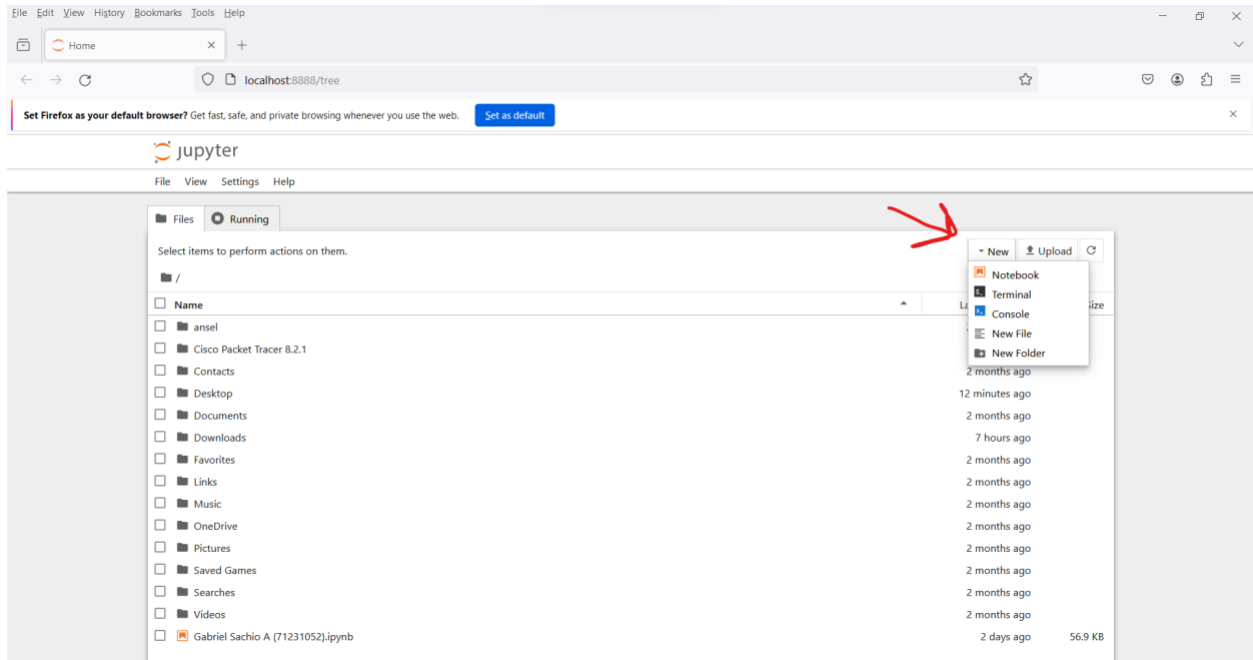 File Edit View History Bookmarks Tools Help
Home
localhost:8888/tree
Set Firefox as your default browser? Get fast, safe, and private browsing whenever you use the web. Set as default
jupyter
File View Settings Help
Files Running
Select items to perform actions on them.
New Upload
/
Notebook
Terminal
Console
New File
New Folder
Name
ansel
Cisco Packet Tracer 8.2.1
Contacts 2 months ago
Desktop 12 minutes ago
Documents 2 months ago
Downloads 7 hours ago
Favorites 2 months ago
Links 2 months ago
Music 2 months ago
OneDrive 2 months ago
Pictures 2 months ago
Saved Games 2 months ago
Searches 2 months ago
Videos 2 months ago
Gabriel Sachio A (71231052).ipynb 2 days ago 56.9 KB